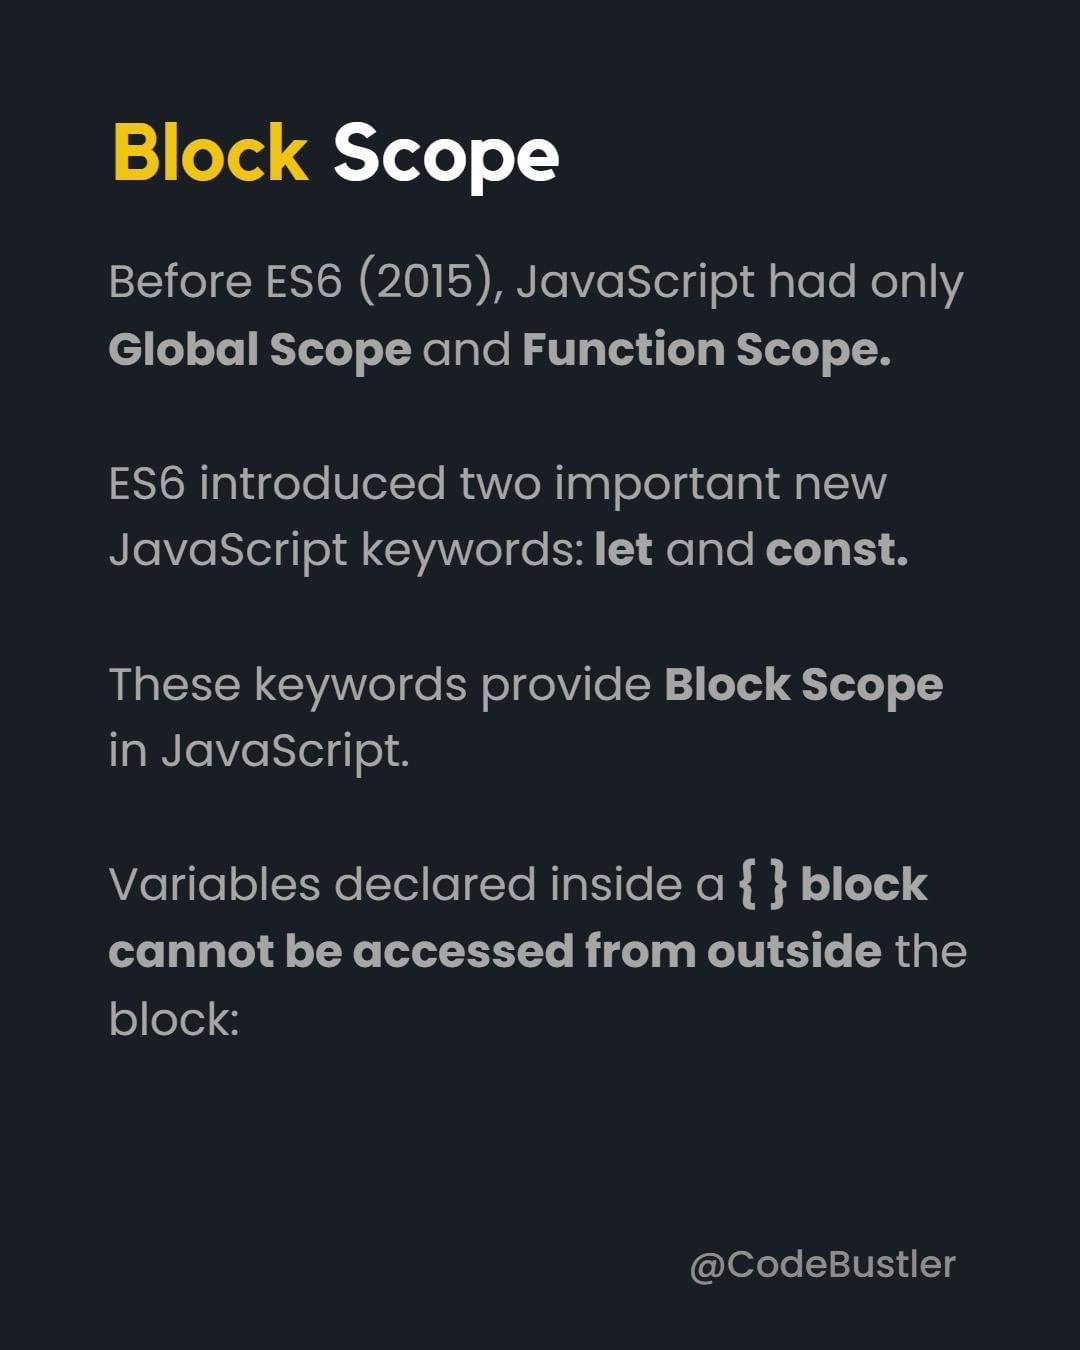 Block Scope
Before ES6 (2015), JavaScript had only
Global Scope and Function Scope.
ES6 introduced two important new
JavaScript keywords: let and const.
These keywords provide Block Scope
in JavaScript.
Variables declared inside a { } block
cannot be accessed from outside the
block:
@CodeBustler